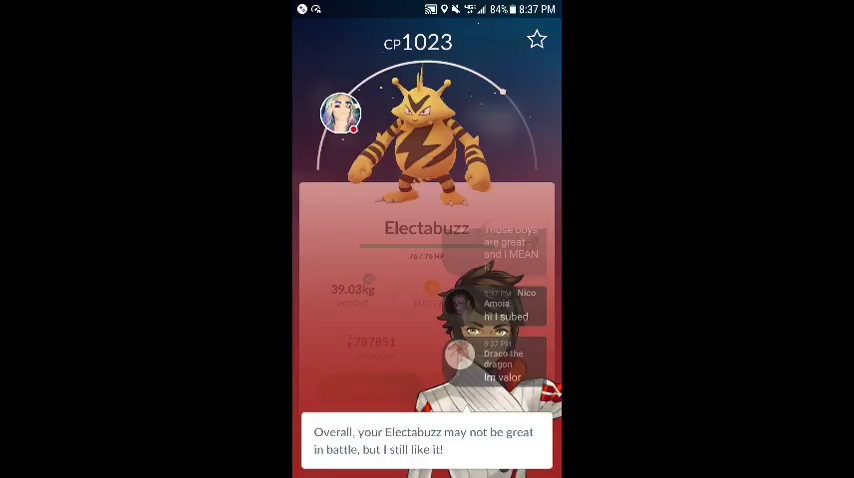 84% 8:37 PM
CP1023
Electabuzz
76 / 76 HP
Those boys
are great
and I MEAN
39.03kg
WEIGHT
8:37 PM Nico
Amoia
hi I subed
787851
8:37 PM
Draco the
dragon
Im valor
Overall, your Electabuzz may not be great
in battle, but I still like it!